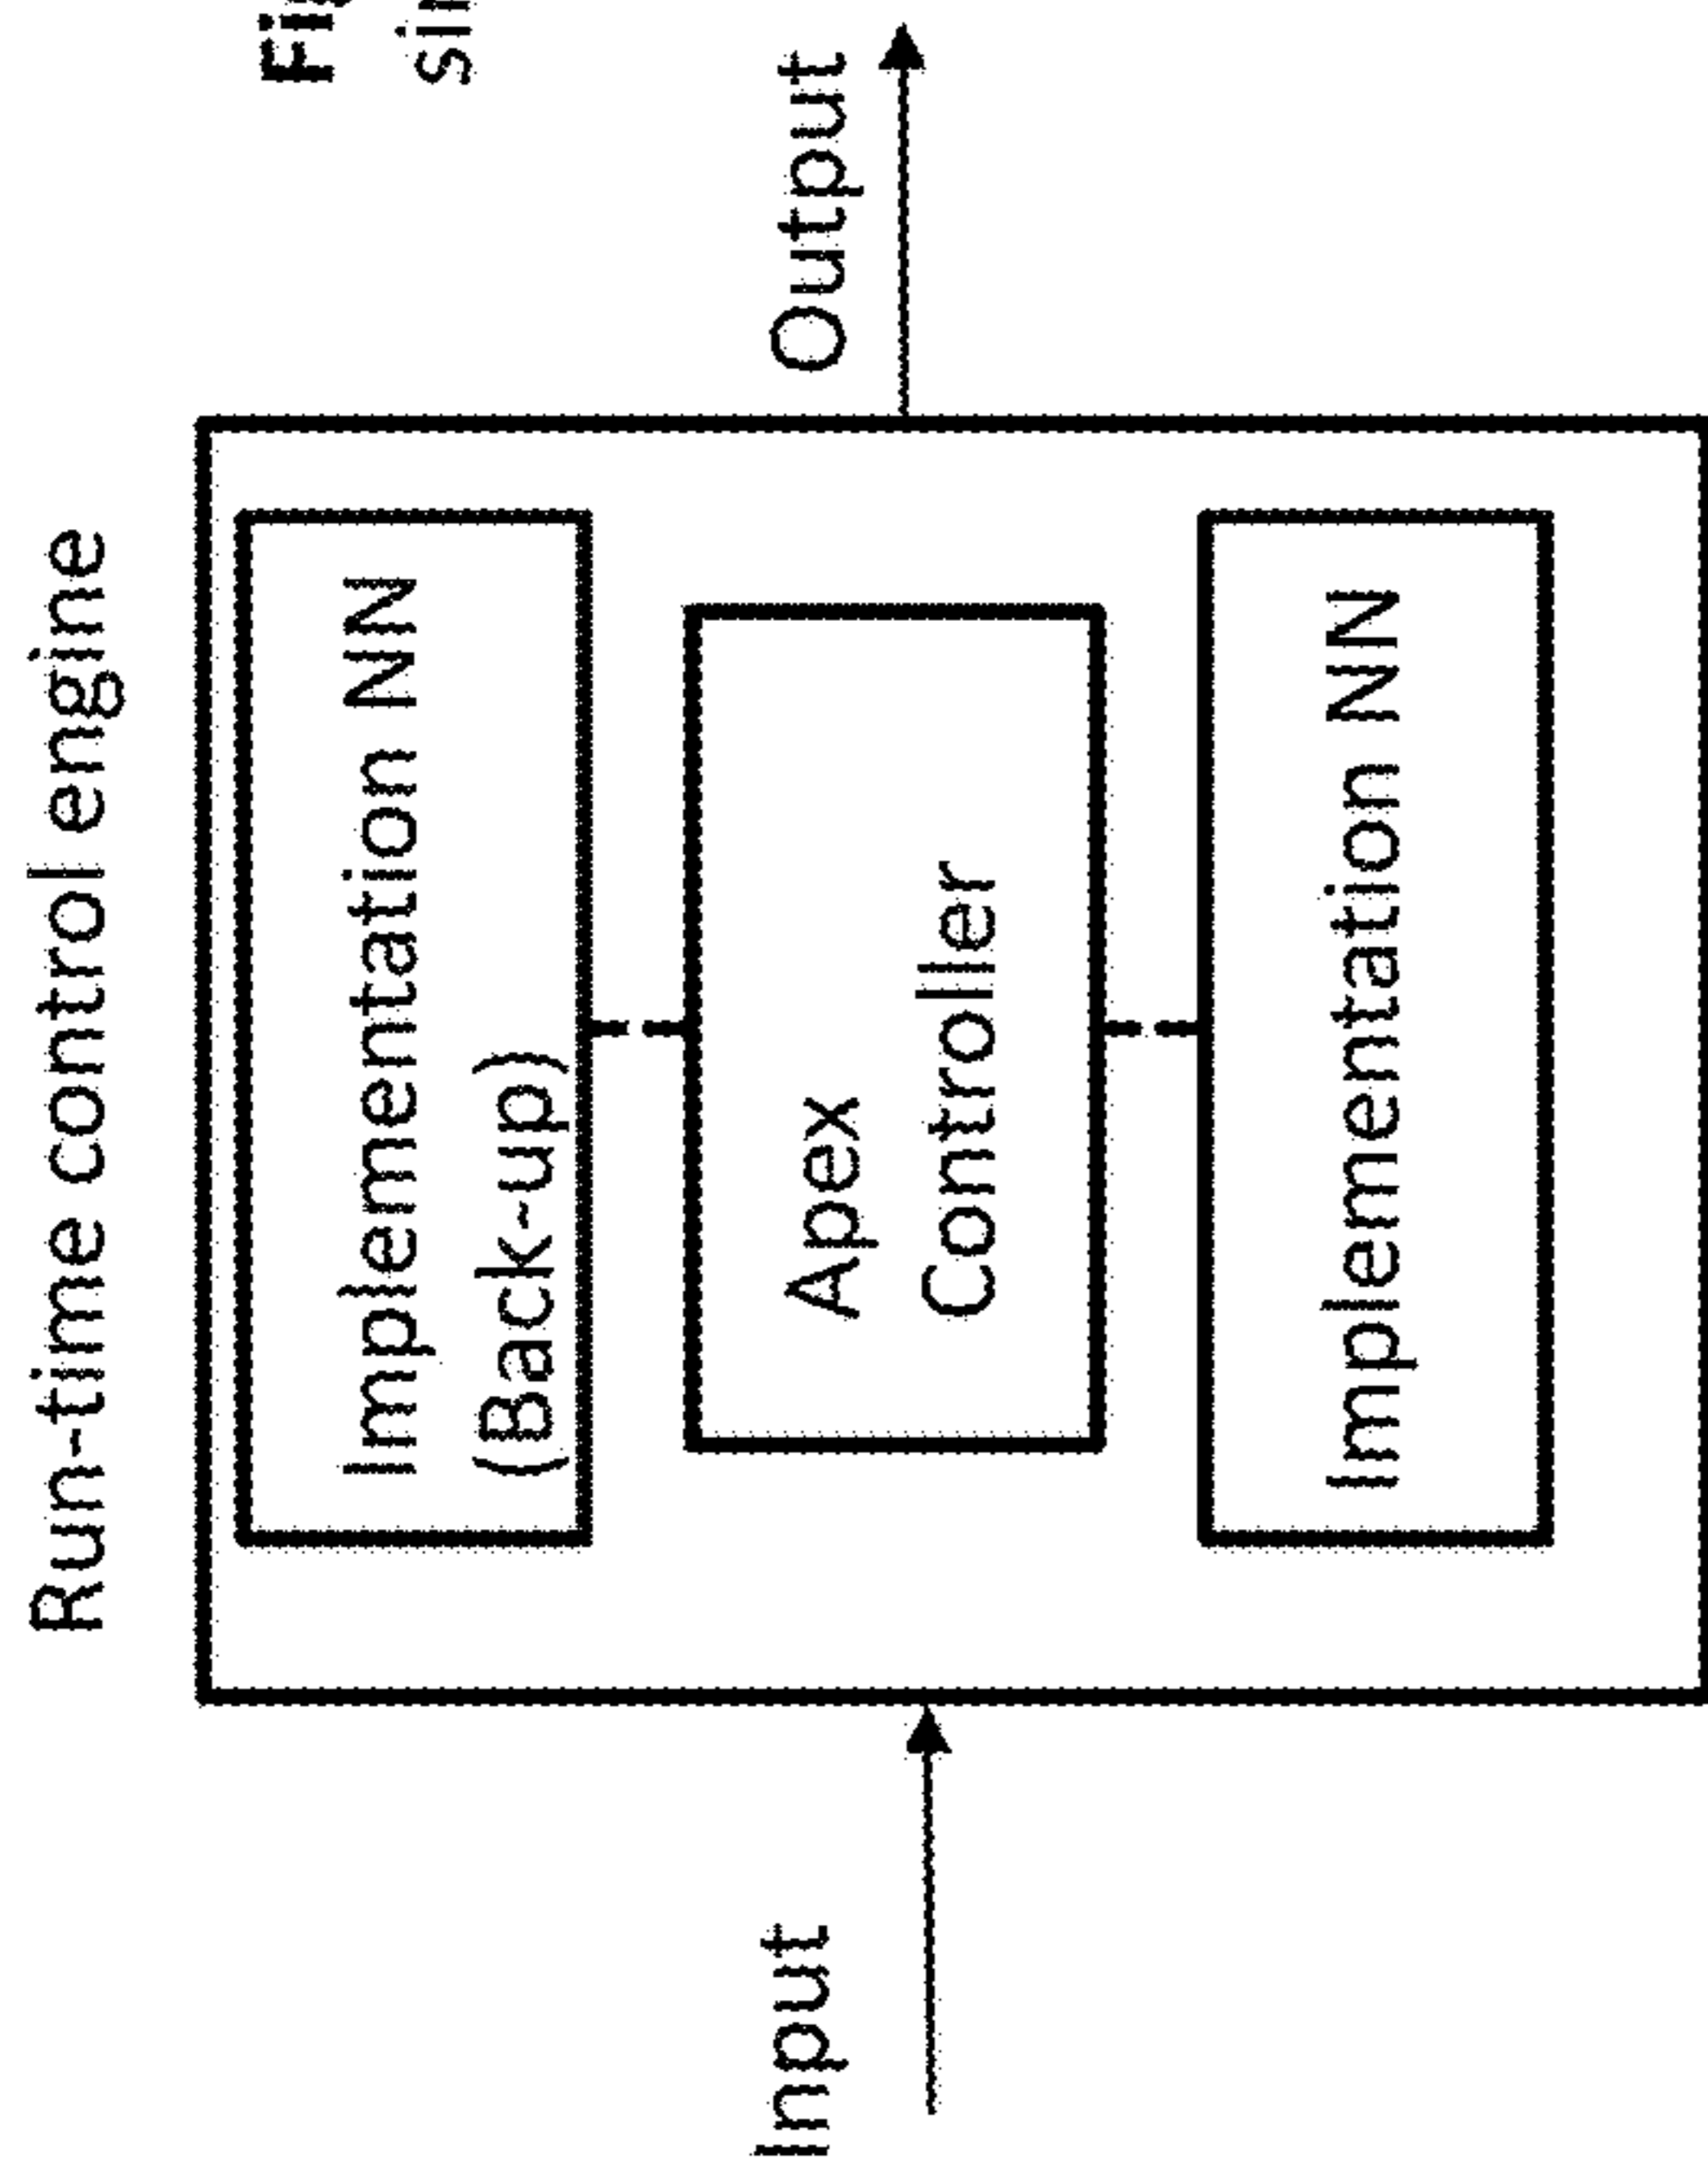 Run-time control engine
Implementation NN
(Back-up)
Apex
Controller
Implementation NN
Input
Output